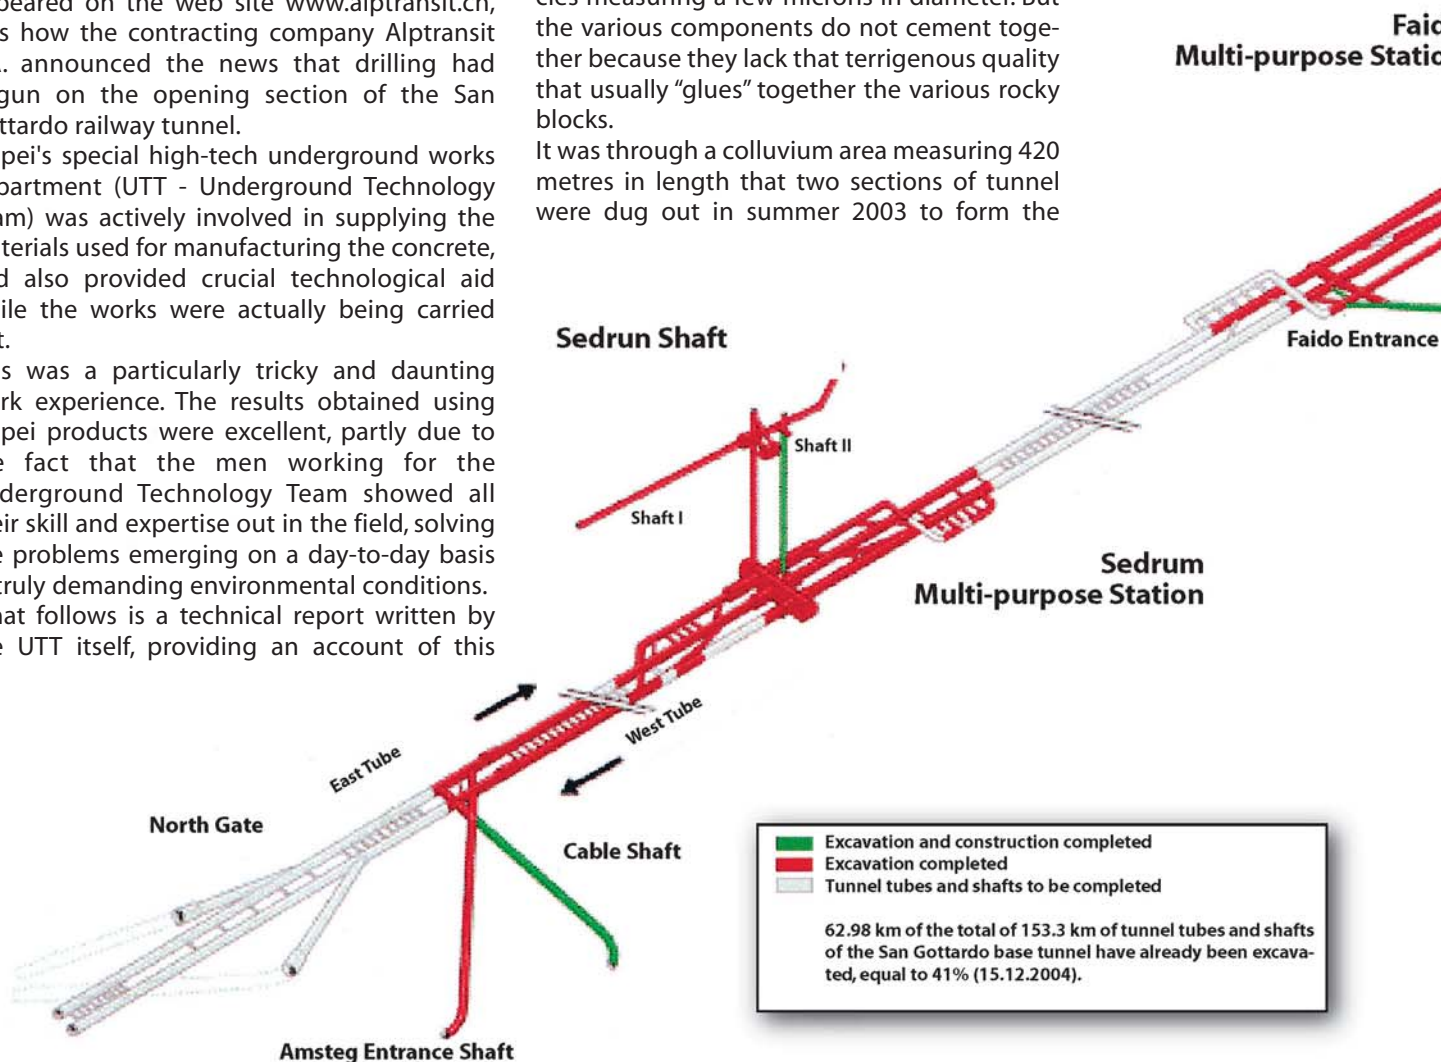 peared on the web site www.alptransit.ch,
s how the contracting company Alptransit
. announced the news that drilling had
gun on the opening section of the San
ttardo railway tunnel.
pei's special high-tech underground works
partment (UTT - Underground Technology
am) was actively involved in supplying the
terials used for manufacturing the concrete,
d also provided crucial technological aid
ile the works were actually being carried
t.
s was a particularly tricky and daunting
rk experience. The results obtained using
pei products were excellent, partly due to
e fact that the men working for the
derground Technology Team showed all
eir skill and expertise out in the field, solving
e problems emerging on a day-to-day basis
truly demanding environmental conditions.
hat follows is a technical report written by
e UTT itself, providing an account of this
cles measuring a few microns in diameter. But
the various components do not cement toge-
ther because they lack that terrigenous quality
that usually “glues” together the various rocky
blocks.
It was through a colluvium area measuring 420
metres in length that two sections of tunnel
were dug out in summer 2003 to form the
Faid
Multi-purpose Statio
Faido Entrance
Sedrun Shaft
Shaft II
Shaft I
Sedrum
Multi-purpose Station
West Tube
East Tube
North Gate
Cable Shaft
Amsteg Entrance Shaft
Excavation and construction completed
Excavation completed
Tunnel tubes and shafts to be completed
62.98 km of the total of 153.3 km of tunnel tubes and shafts
of the San Gottardo base tunnel have already been excava-
ted, equal to 41% (15.12.2004).